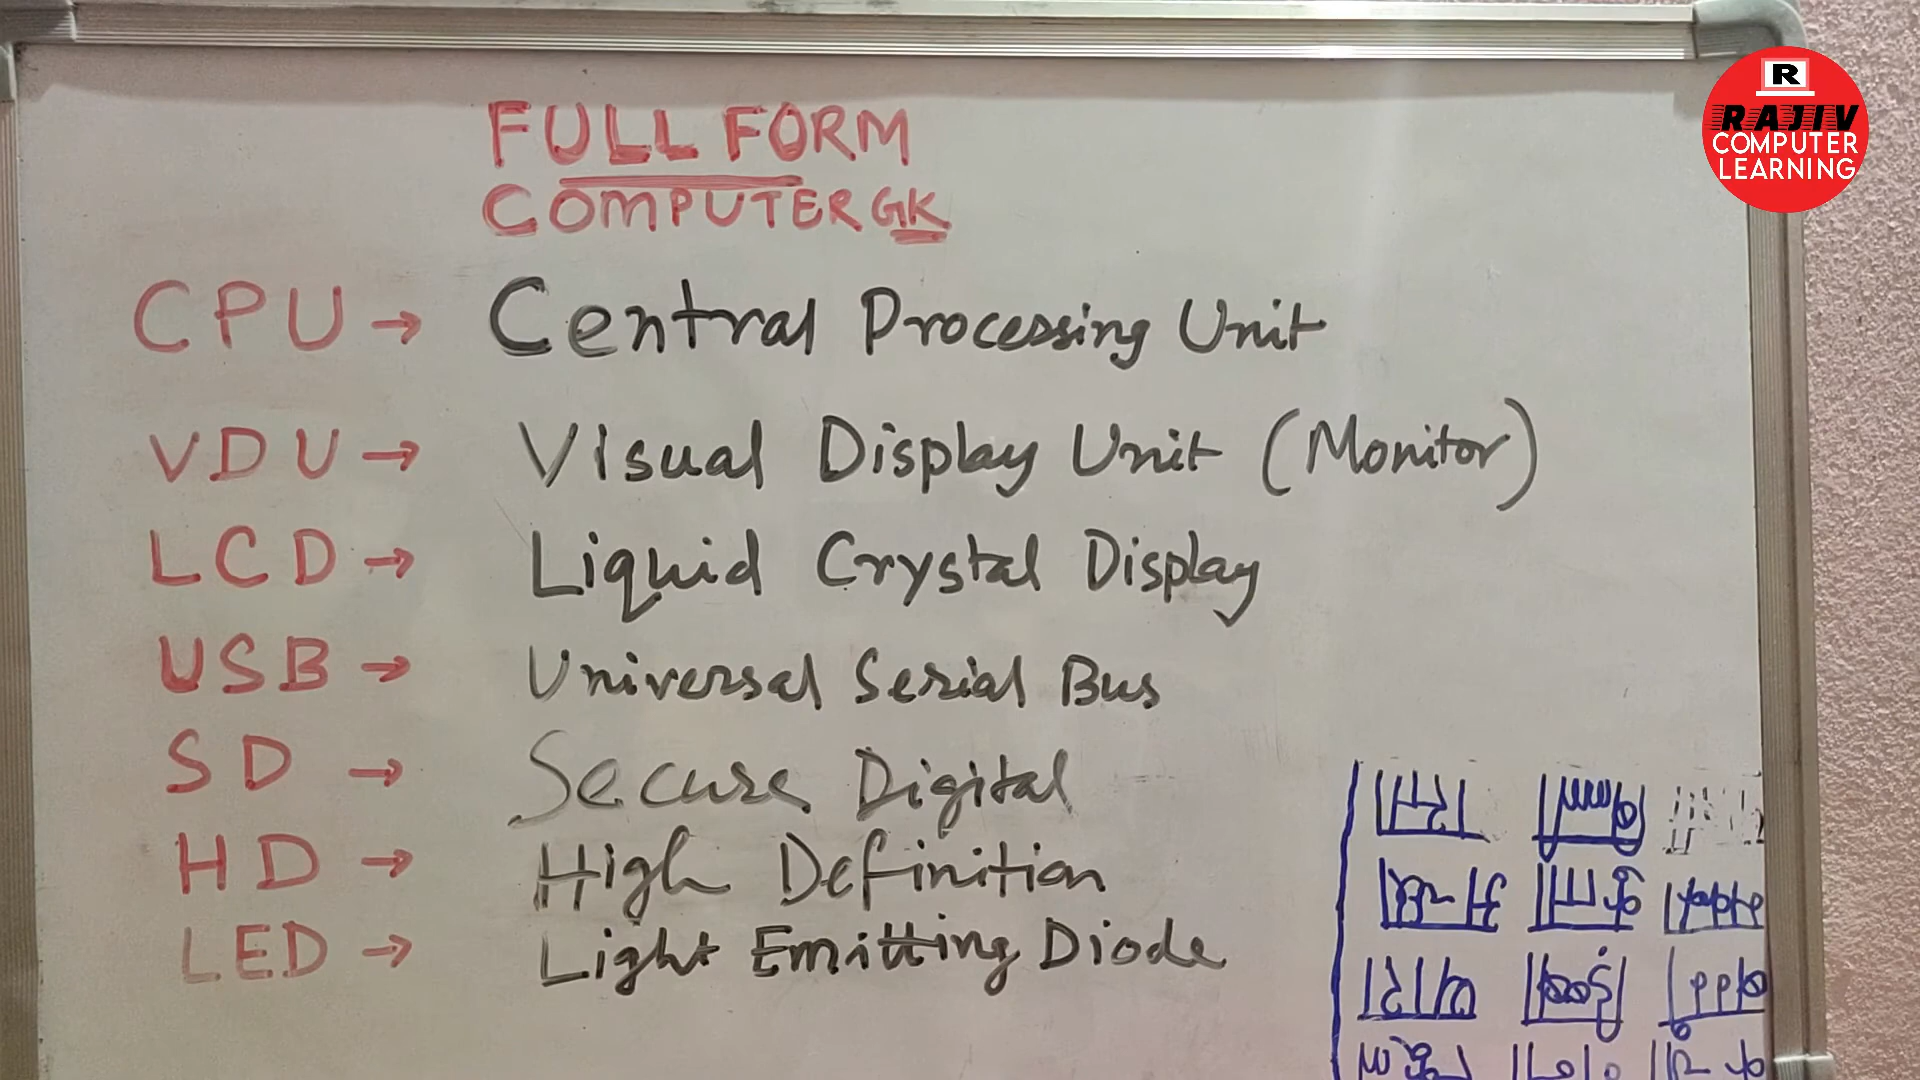 FULL FORM
COMPUTER GK
CPU → Central Processing Unit
VDU → Visual Display Unit (Monitor)
LCD → Liquid Crystal Display
USB → Universal Serial Bus
SD → Secure Digital
HD → High Definition
LED → Light Emitting Diode
R
RAJIV
COMPUTER
LEARNING